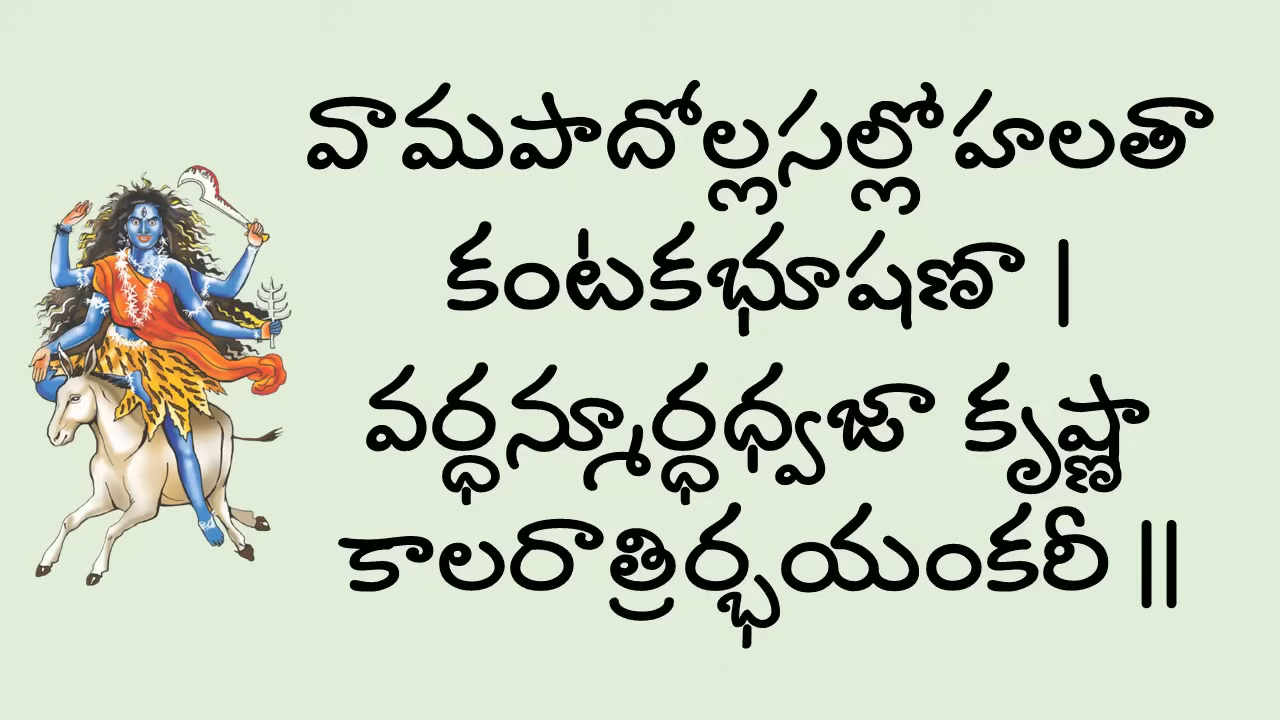 వామపాదోల్లసల్లోహలతా
కంటకభూషణా |
వర్ధన్మూర్ధధ్వజా కృష్ణా
కాలరాత్రిర్భయంకరీ ||